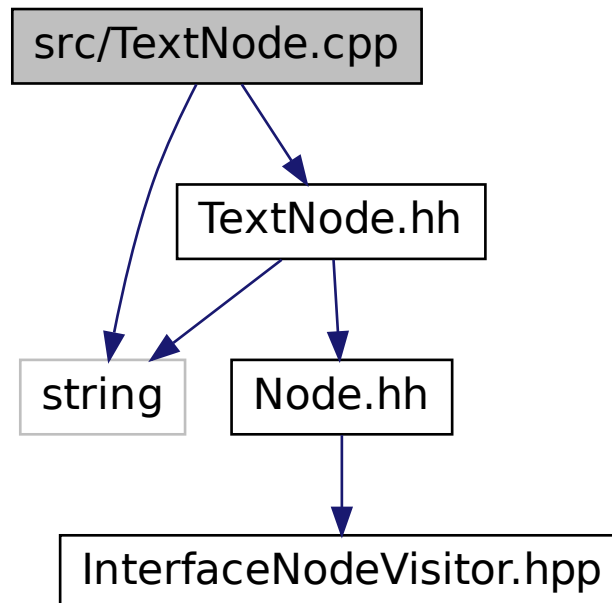 src/TextNode.cpp
TextNode.hh
string
Node.hh
InterfaceNodeVisitor.hpp